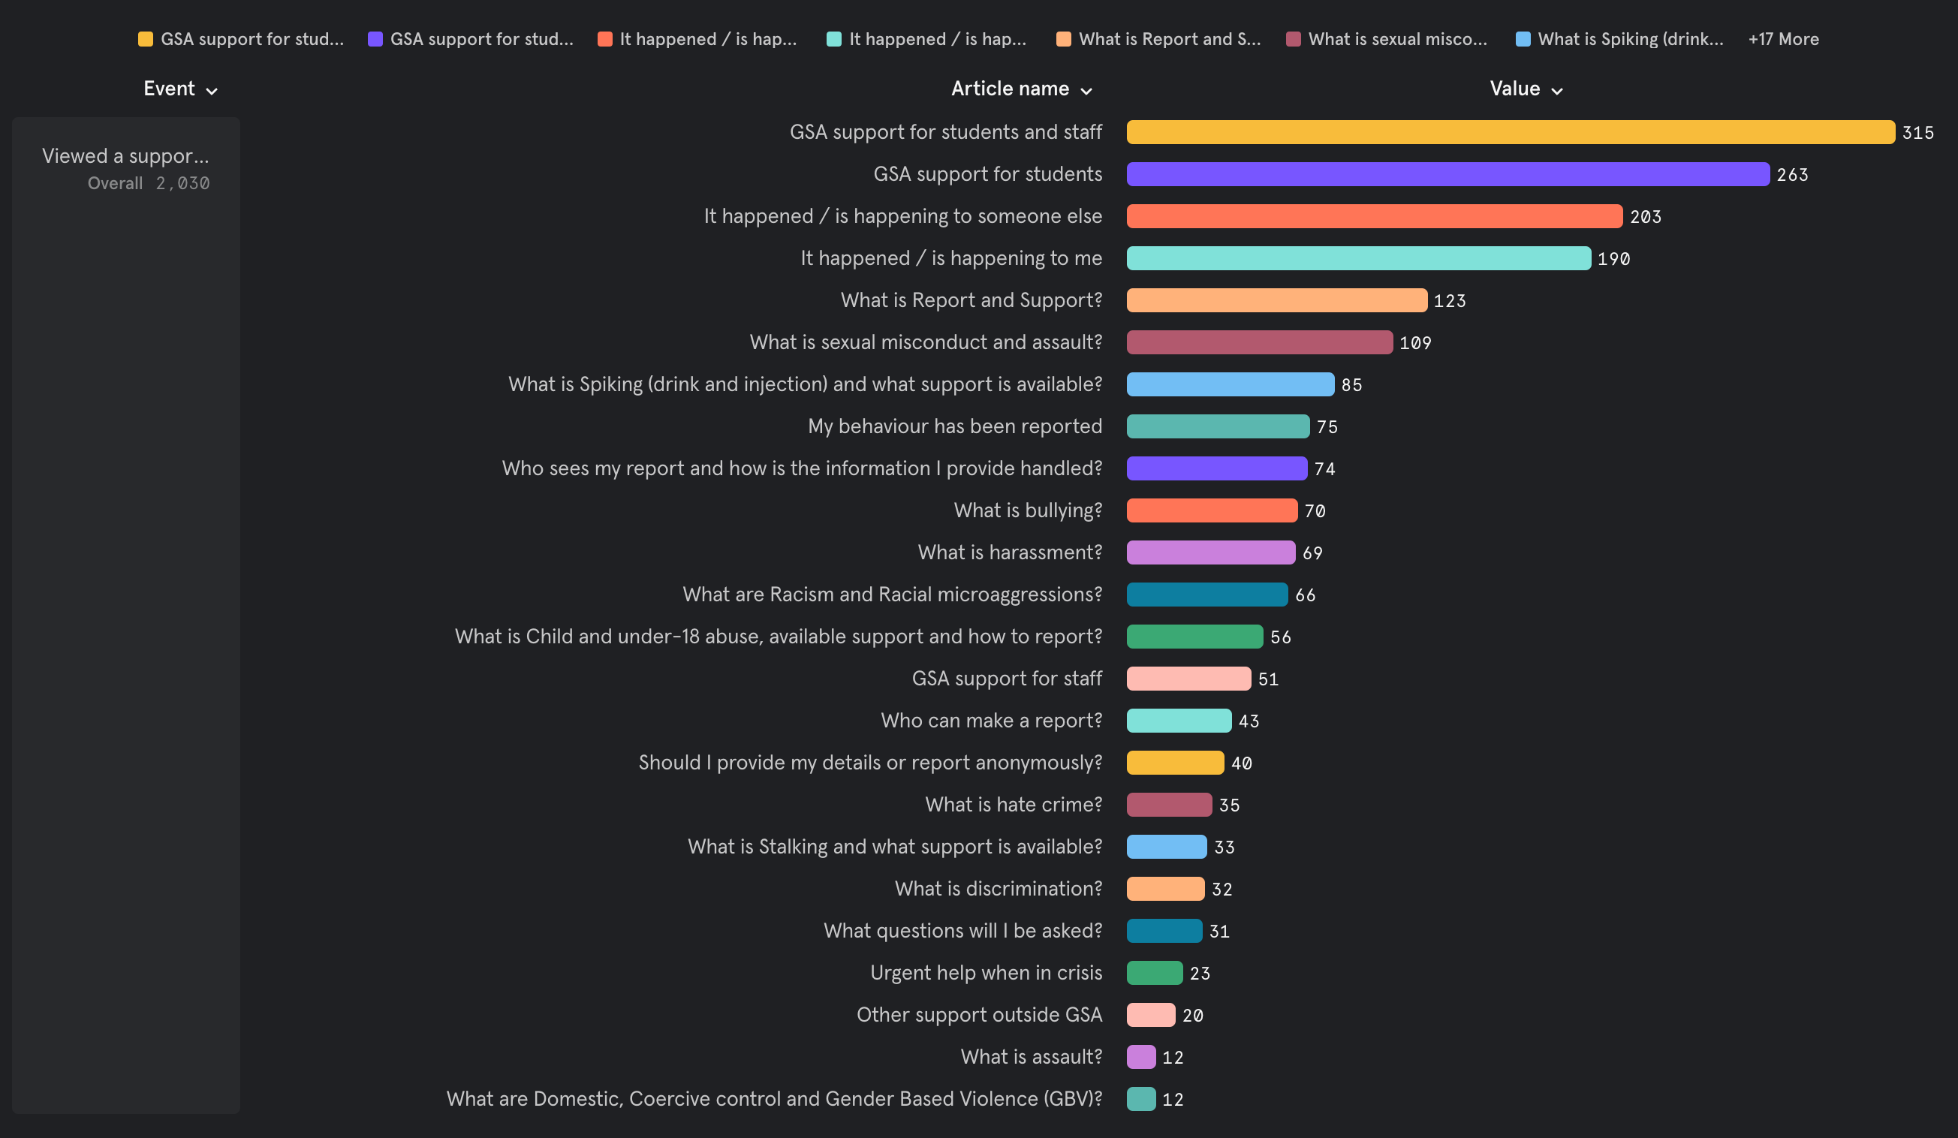 GSA support for stud... GSA support for stud... It happened / is hap... It happened / is hap... What is Report and S... What is sexual misco... What is Spiking (drink... +17 More
Event Article name Value
Viewed a suppor...
Overall 2,030
GSA support for students and staff 315
GSA support for students 263
It happened / is happening to someone else 203
It happened / is happening to me 190
What is Report and Support? 123
What is sexual misconduct and assault? 109
What is Spiking (drink and injection) and what support is available? 85
My behaviour has been reported 75
Who sees my report and how is the information I provide handled? 74
What is bullying? 70
What is harassment? 69
What are Racism and Racial microaggressions? 66
What is Child and under-18 abuse, available support and how to report? 56
GSA support for staff 51
Who can make a report? 43
Should I provide my details or report anonymously? 40
What is hate crime? 35
What is Stalking and what support is available? 33
What is discrimination? 32
What questions will I be asked? 31
Urgent help when in crisis 23
Other support outside GSA 20
What is assault? 12
What are Domestic, Coercive control and Gender Based Violence (GBV)? 12